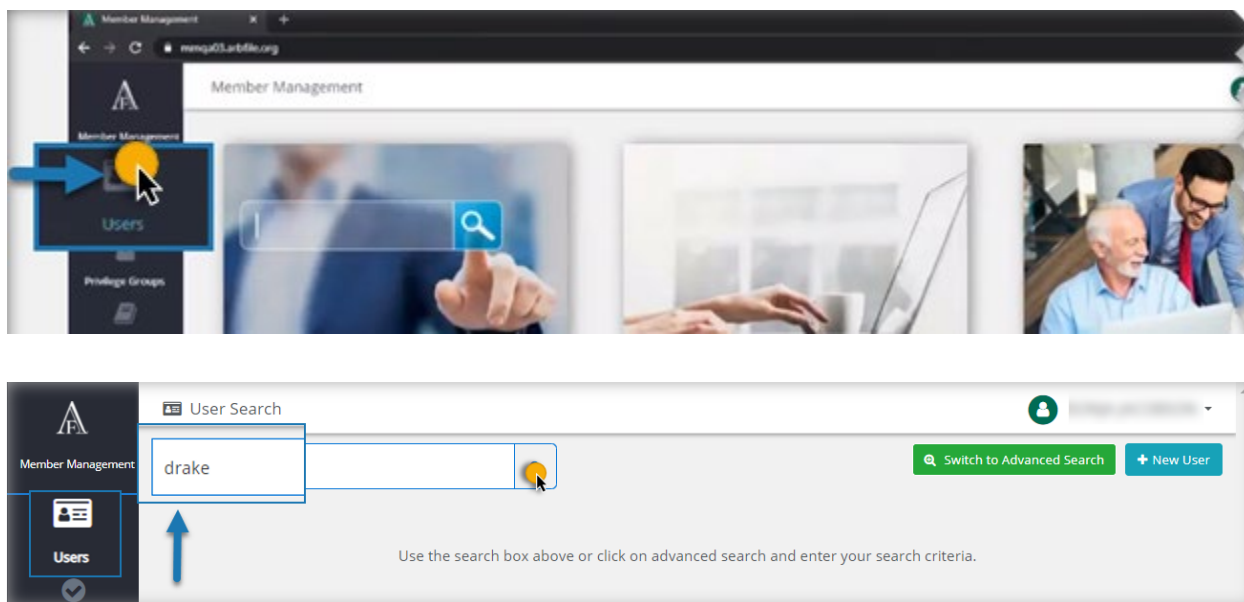 Member Management
mmqa03.arbfile.org
Member Management
Member Management
Users
Privilege Groups
User Search
Member Management
drake
Switch to Advanced Search
+ New User
Users
Use the search box above or click on advanced search and enter your search criteria.